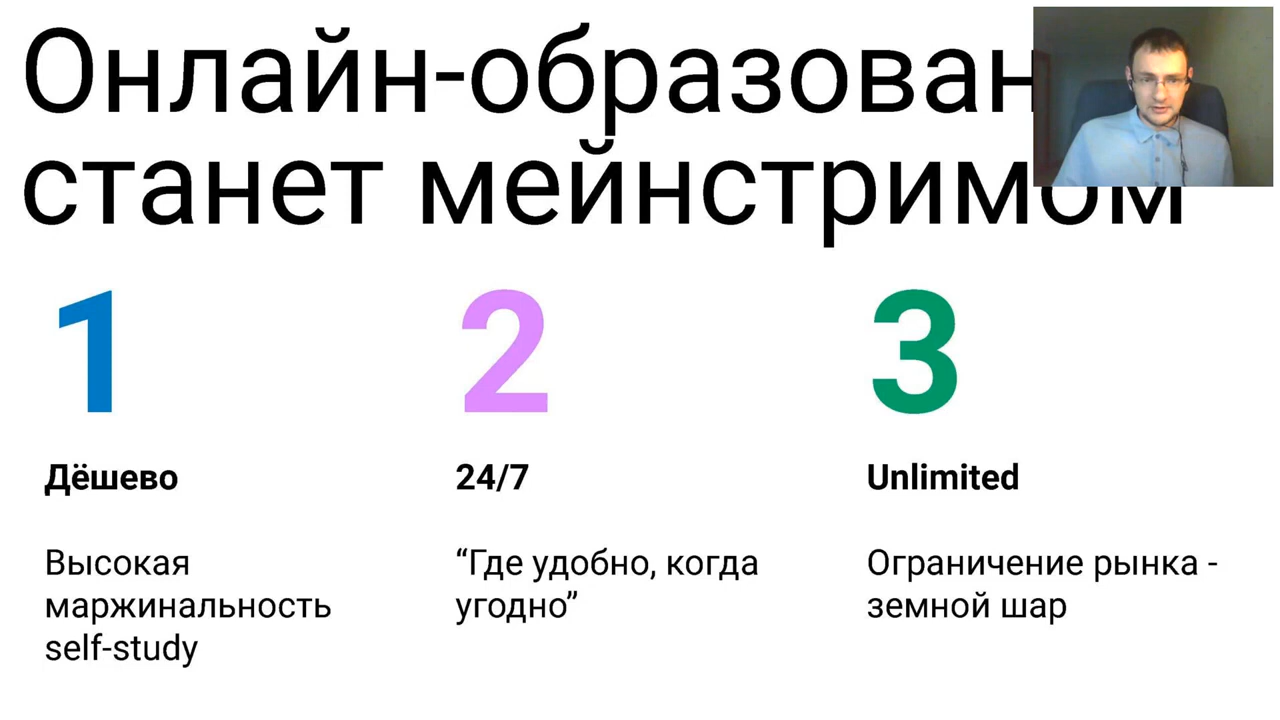 Онлайн-образован
станет мейнстримом
1
2
3
Дёшево
24/7
Unlimited
Высокая
маржинальность
self-study
“Где удобно, когда
угодно”
Ограничение рынка -
земной шар